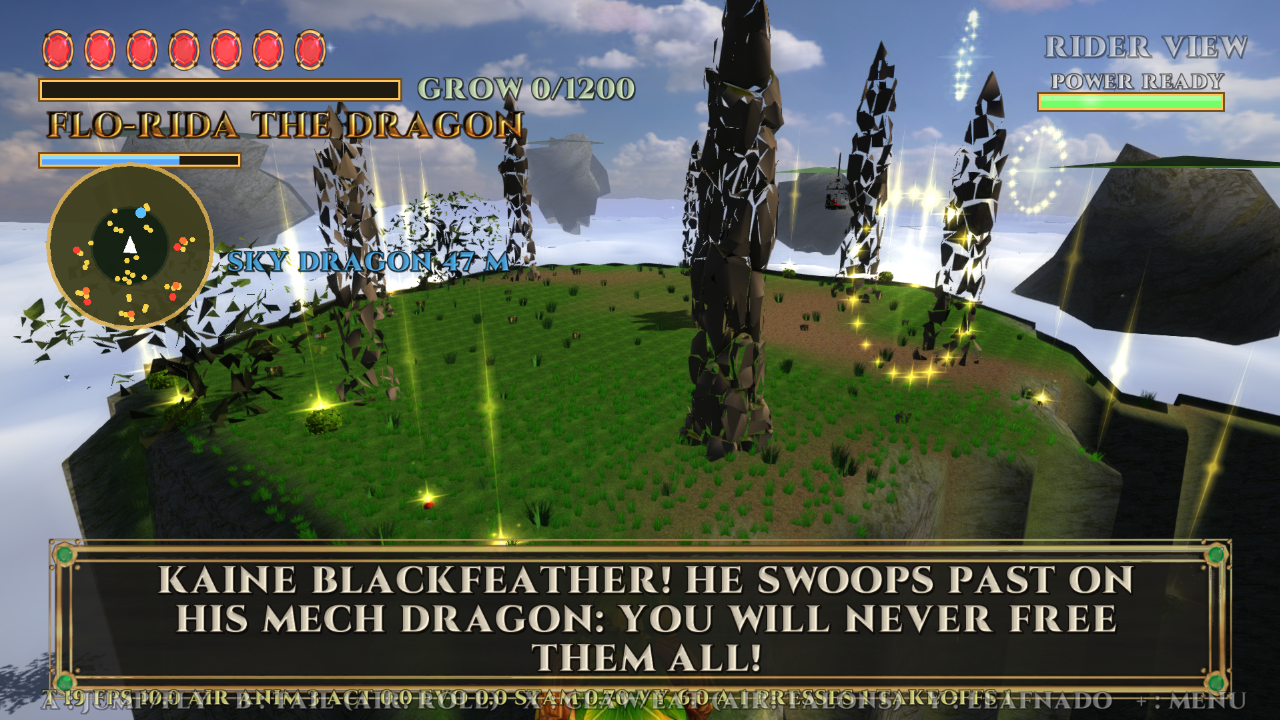 RIDER VIEW
POWER READY
GROW 0/1200
FLO-RIDA THE DRAGON
SKY DRAGON 47 M
KAINE BLACKFEATHER! HE SWOOPS PAST ON
HIS MECH DRAGON: YOU WILL NEVER FREE
THEM ALL!
LEAFNADO + : MENU